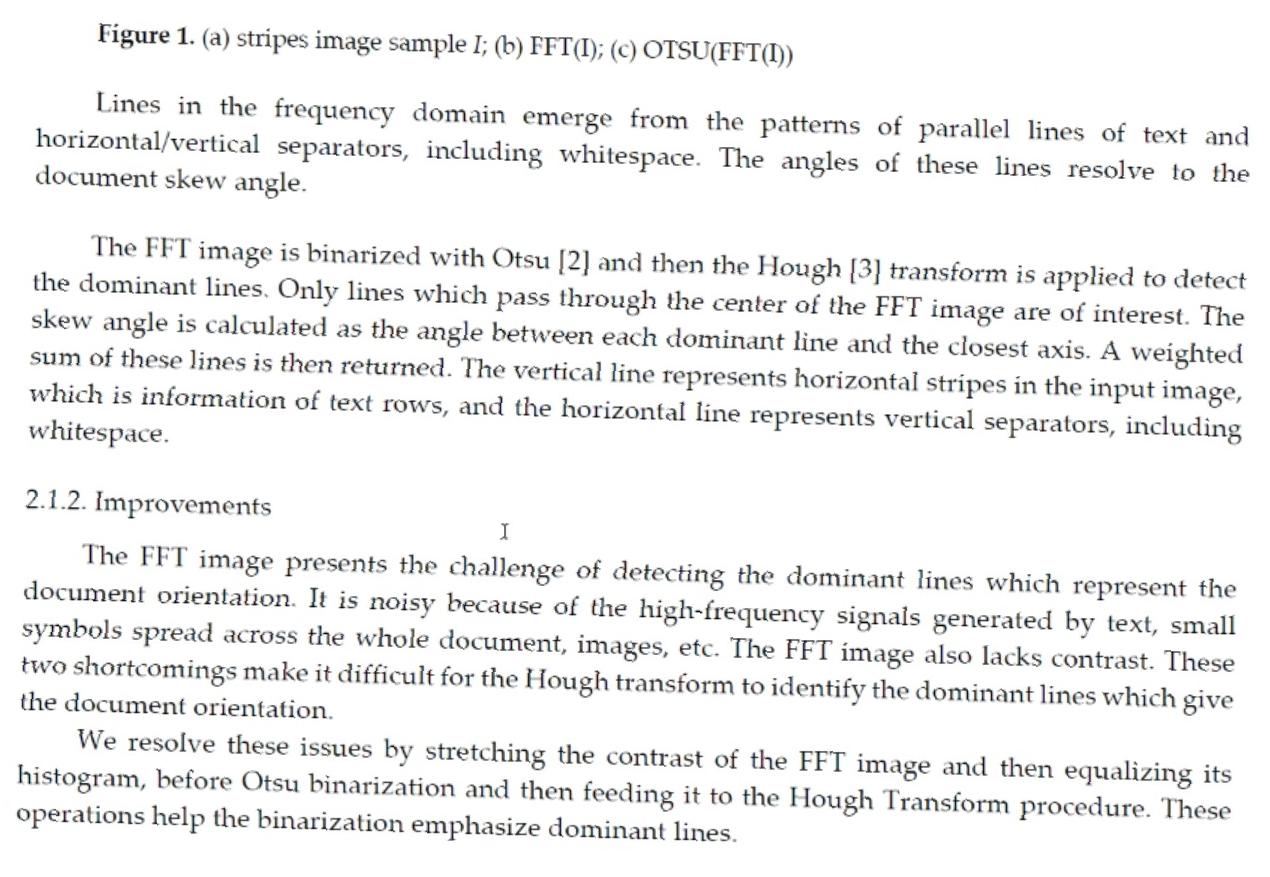 Figure 1. (a) stripes image sample I; (b) FFT(I); (c) OTSU(FFT(I))
Lines in the frequency domain emerge from the patterns of parallel lines of text and
horizontal/vertical separators, including whitespace. The angles of these lines resolve to the
document skew angle.
The FFT image is binarized with Otsu [2] and then the Hough [3] transform is applied to detect
the dominant lines. Only lines which pass through the center of the FFT image are of interest. The
skew angle is calculated as the angle between each dominant line and the closest axis. A weighted
sum of these lines is then returned. The vertical line represents horizontal stripes in the input image,
which is information of text rows, and the horizontal line represents vertical separators, including
whitespace.
2.1.2. Improvements
The FFT image presents the challenge of detecting the dominant lines which represent the
document orientation. It is noisy because of the high-frequency signals generated by text, small
symbols spread across the whole document, images, etc. The FFT image also lacks contrast. These
two shortcomings make it difficult for the Hough transform to identify the dominant lines which give
the document orientation.
We resolve these issues by stretching the contrast of the FFT image and then equalizing its
histogram, before Otsu binarization and then feeding it to the Hough Transform procedure. These
operations help the binarization emphasize dominant lines.